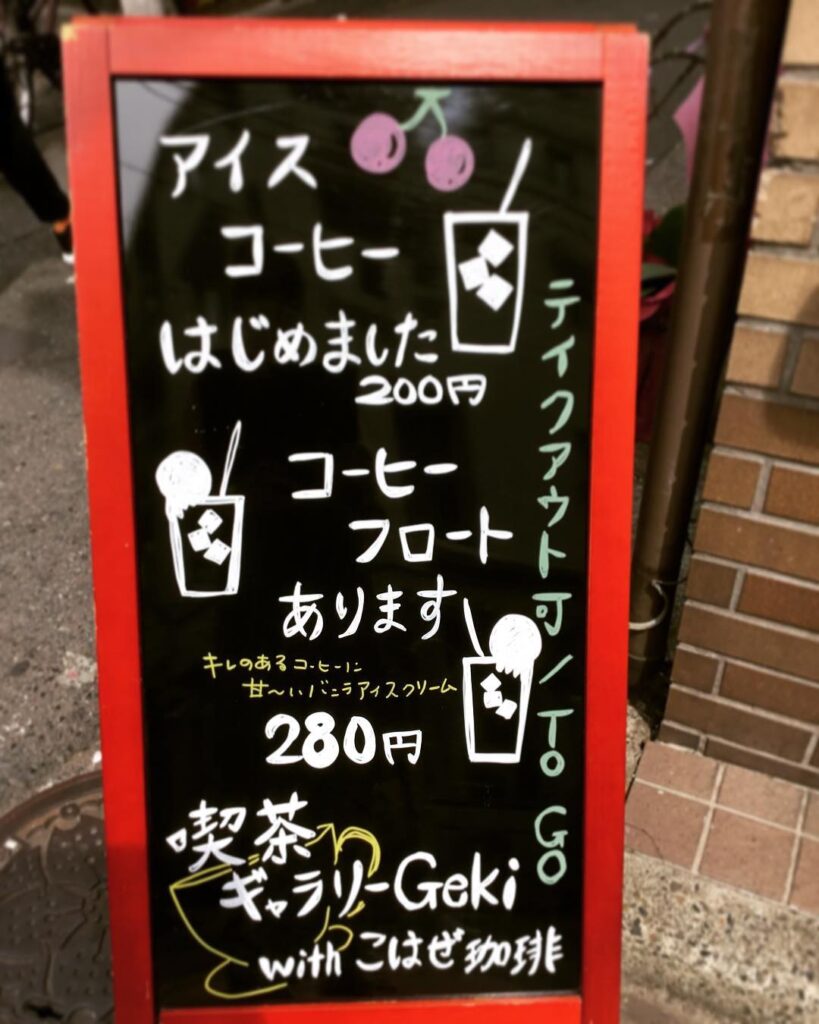 アイス
コーヒー
はじめました
200円
コーヒー
フロート
あります
キレのあるコーヒーに
甘〜いバニラアイスクリーム
280円
テイクアウト可/TO GO
喫茶
ギャラリーGeki
with こはぜ珈琲